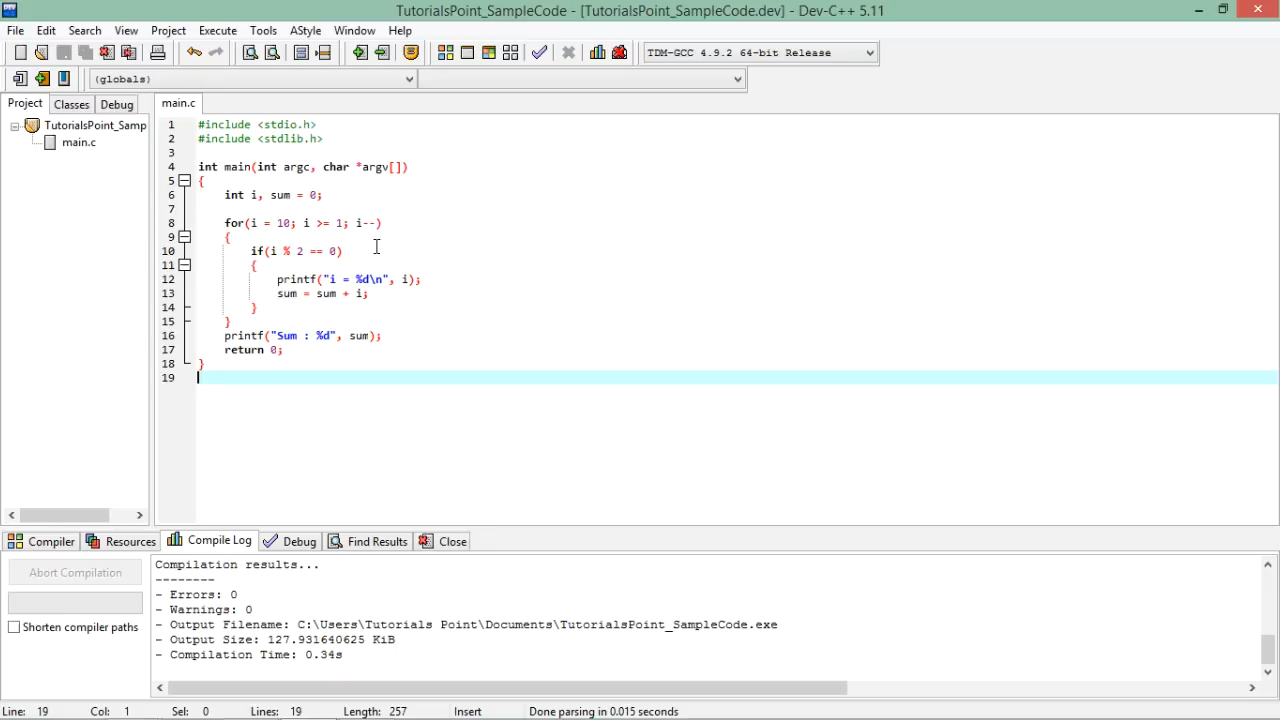 TutorialsPoint_SampleCode - [TutorialsPoint_SampleCode.dev] - Dev-C++ 5.11
File Edit Search View Project Execute Tools AStyle Window Help
TDM-GCC 4.9.2 64-bit Release
(globals)
Project Classes Debug
main.c
TutorialsPoint_Samp
main.c
1 #include <stdio.h>
2 #include <stdlib.h>
3
4 int main(int argc, char *argv[])
5 {
6 int i, sum = 0;
7
8 for(i = 10; i >= 1; i--)
9 {
10 if(i % 2 == 0)
11 {
12 printf("i = %d\n", i);
13 sum = sum + i;
14 }
15 }
16 printf("Sum : %d", sum);
17 return 0;
18 }
19
Compiler Resources Compile Log Debug Find Results Close
Abort Compilation
Shorten compiler paths
Compilation results...
--------
- Errors: 0
- Warnings: 0
- Output Filename: C:\Users\Tutorials Point\Documents\TutorialsPoint_SampleCode.exe
- Output Size: 127.931640625 KiB
- Compilation Time: 0.34s
Line: 19 Col: 1 Sel: 0 Lines: 19 Length: 257 Insert Done parsing in 0.015 seconds